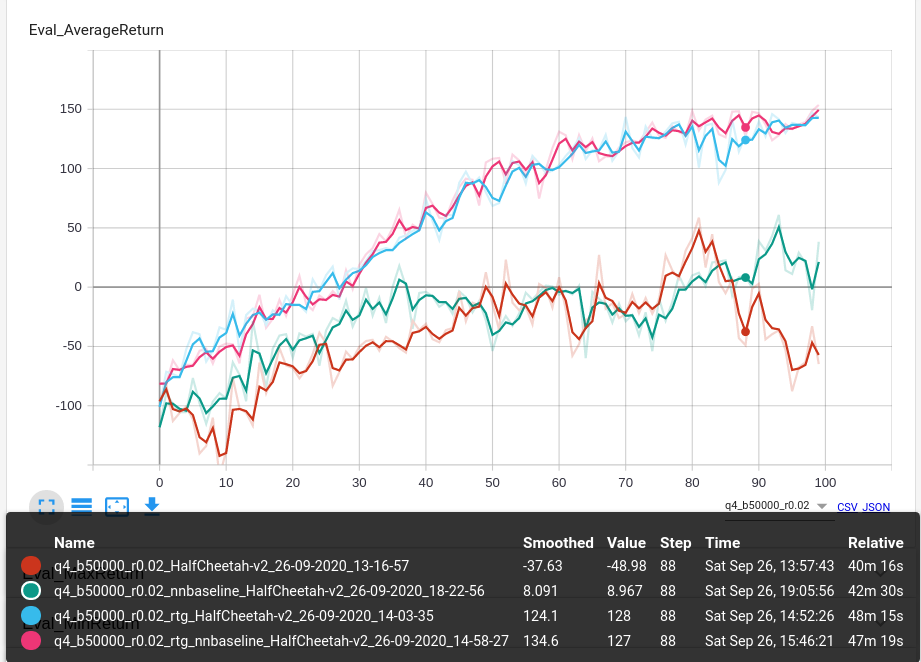 Eval_AverageReturn
150
100
50
0
-50
-100
0 10 20 30 40 50 60 70 80 90 100
q4_b50000_r0.02 CSV JSON
Name Smoothed Value Step Time Relative
q4_b50000_r0.02_HalfCheetah-v2_26-09-2020_13-16-57 -37.63 -48.98 88 Sat Sep 26, 13:57:43 40m 16s
Eval_MaxReturn
q4_b50000_r0.02_nnbaseline_HalfCheetah-v2_26-09-2020_18-22-56 8.091 8.967 88 Sat Sep 26, 19:05:56 42m 30s
q4_b50000_r0.02_rtg_HalfCheetah-v2_26-09-2020_14-03-35 124.1 128 88 Sat Sep 26, 14:52:26 48m 15s
Eval_MinReturn
q4_b50000_r0.02_rtg_nnbaseline_HalfCheetah-v2_26-09-2020_14-58-27 134.6 127 88 Sat Sep 26, 15:46:21 47m 19s